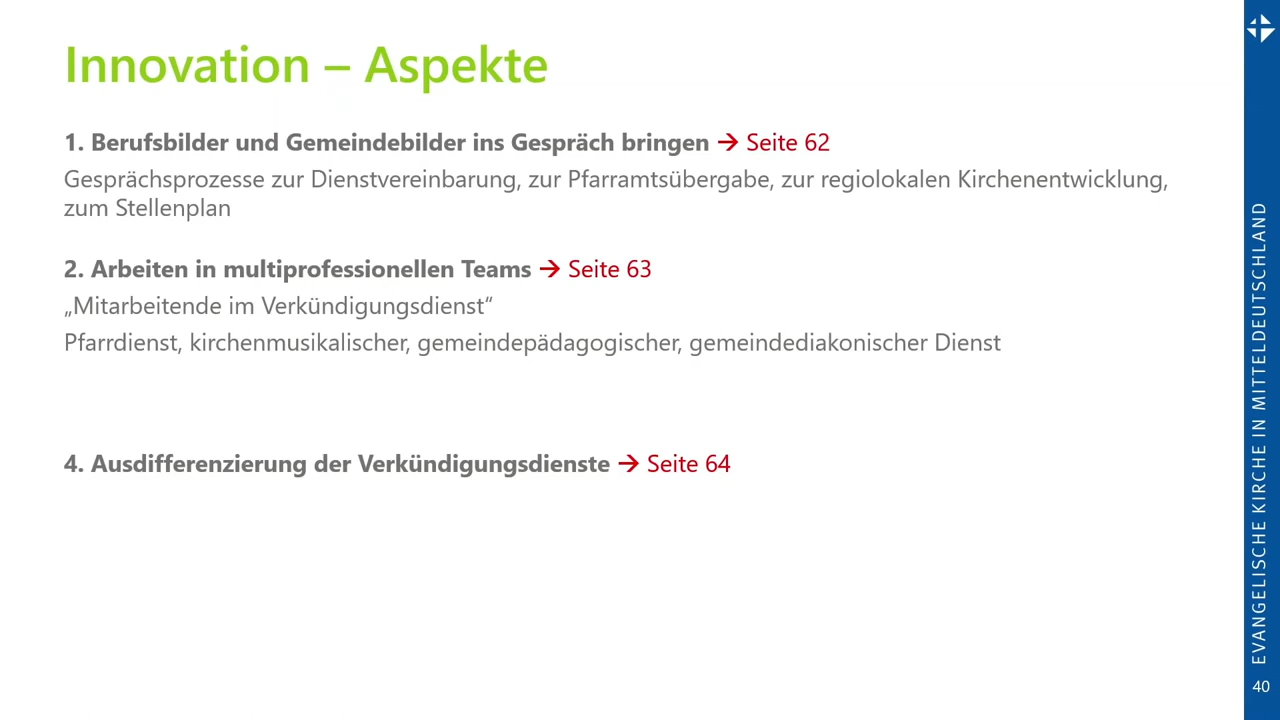 Innovation – Aspekte
1. Berufsbilder und Gemeindebilder ins Gespräch bringen → Seite 62
Gesprächsprozesse zur Dienstvereinbarung, zur Pfarramtsübergabe, zur regiolokalen Kirchenentwicklung,
zum Stellenplan
2. Arbeiten in multiprofessionellen Teams → Seite 63
„Mitarbeitende im Verkündigungsdienst“
Pfarrdienst, kirchenmusikalischer, gemeindepädagogischer, gemeindediakonischer Dienst
4. Ausdifferenzierung der Verkündigungsdienste → Seite 64
EVANGELISCHE KIRCHE IN MITTELDEUTSCHLAND
40